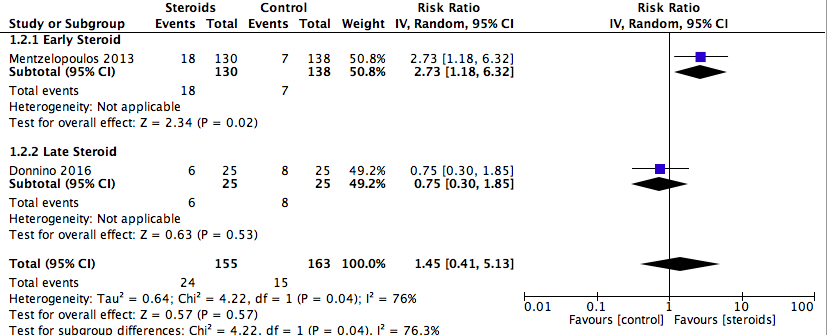 Steroids Control Risk Ratio Risk Ratio
Study or Subgroup Events Total Events Total Weight IV, Random, 95% CI IV, Random, 95% CI
1.2.1 Early Steroid
Mentzelopoulos 2013 18 130 7 138 50.8% 2.73 [1.18, 6.32]
Subtotal (95% CI) 130 138 50.8% 2.73 [1.18, 6.32]
Total events 18 7
Heterogeneity: Not applicable
Test for overall effect: Z = 2.34 (P = 0.02)
1.2.2 Late Steroid
Donnino 2016 6 25 8 25 49.2% 0.75 [0.30, 1.85]
Subtotal (95% CI) 25 25 49.2% 0.75 [0.30, 1.85]
Total events 6 8
Heterogeneity: Not applicable
Test for overall effect: Z = 0.63 (P = 0.53)
Total (95% CI) 155 163 100.0% 1.45 [0.41, 5.13]
Total events 24 15
Heterogeneity: Tau² = 0.64; Chi² = 4.22, df = 1 (P = 0.04); I² = 76%
Test for overall effect: Z = 0.57 (P = 0.57)
Test for subgroup differences: Chi² = 4.22, df = 1 (P = 0.04), I² = 76.3%
0.01 0.1 1 10 100
Favours [control] Favours [steroids]